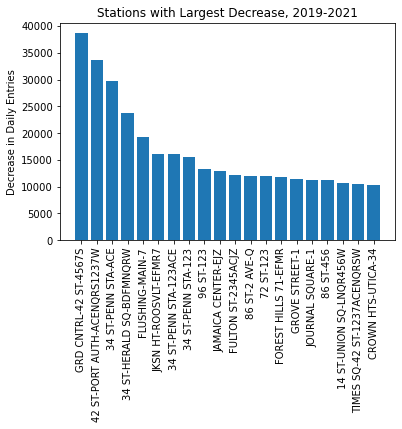 Stations with Largest Decrease, 2019-2021
Decrease in Daily Entries
40000
35000
30000
25000
20000
15000
10000
5000
0
GRD CNTRL-42 ST-4567S
42 ST-PORT AUTH-ACENQRS1237W
34 ST-PENN STA-ACE
34 ST-HERALD SQ-BDFMNQRW
FLUSHING-MAIN-7
JKSN HT-ROOSVLT-EFMR7
34 ST-PENN STA-123ACE
34 ST-PENN STA-123
96 ST-123
JAMAICA CENTER-EJZ
FULTON ST-2345ACJZ
86 ST-2 AVE-Q
72 ST-123
FOREST HILLS 71-EFMR
GROVE STREET-1
JOURNAL SQUARE-1
86 ST-456
14 ST-UNION SQ-LNQR456W
TIMES SQ-42 ST-1237ACENQRSW
CROWN HTS-UTICA-34